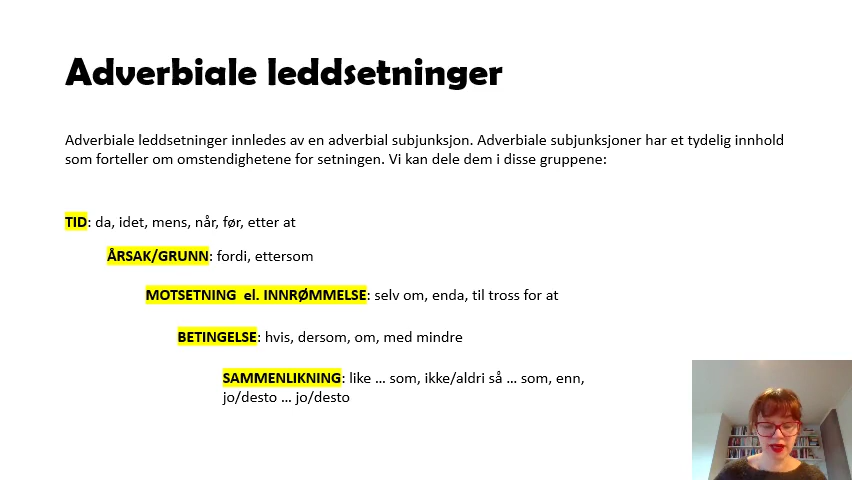 Adverbiale leddsetninger
Adverbiale leddsetninger innledes av en adverbial subjunksjon. Adverbiale subjunksjoner har et tydelig innhold
som forteller om omstendighetene for setningen. Vi kan dele dem i disse gruppene:
TID: da, idet, mens, når, før, etter at
ÅRSAK/GRUNN: fordi, ettersom
MOTSETNING el. INNRØMMELSE: selv om, enda, til tross for at
BETINGELSE: hvis, dersom, om, med mindre
SAMMENLIKNING: like … som, ikke/aldri så … som, enn,
jo/desto … jo/desto